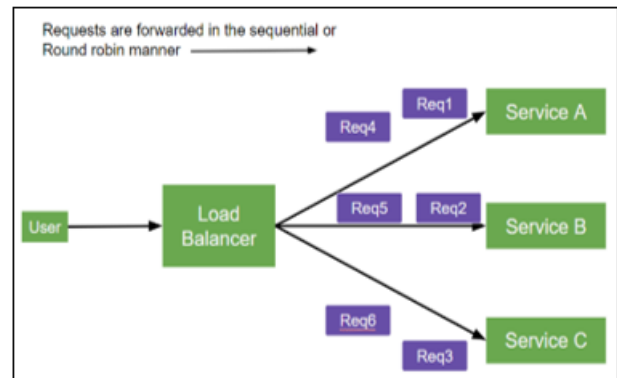 Requests are forwarded in the sequential or
Round robin manner
Req1
Service A
Req4
User
Load
Balancer
Req5
Req2
Service B
Req6
Req3
Service C